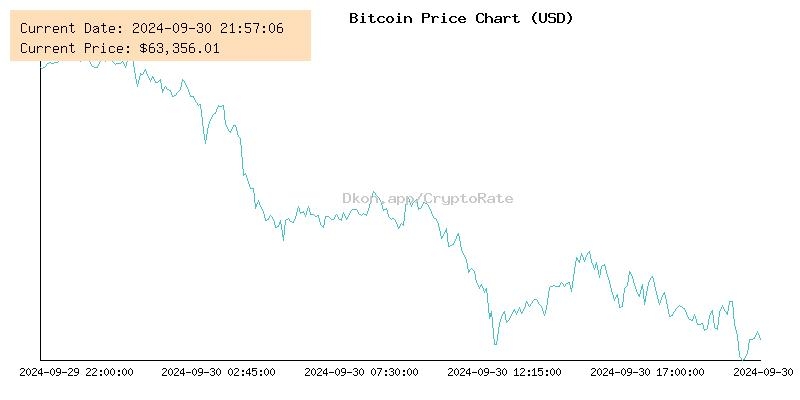 Bitcoin Price Chart (USD)
Current Date: 2024-09-30 21:57:06
Current Price: $63,356.01
Dkon.app/CryptoRate
2024-09-29 22:00:00 2024-09-30 02:45:00 2024-09-30 07:30:00 2024-09-30 12:15:00 2024-09-30 17:00:00 2024-09-30